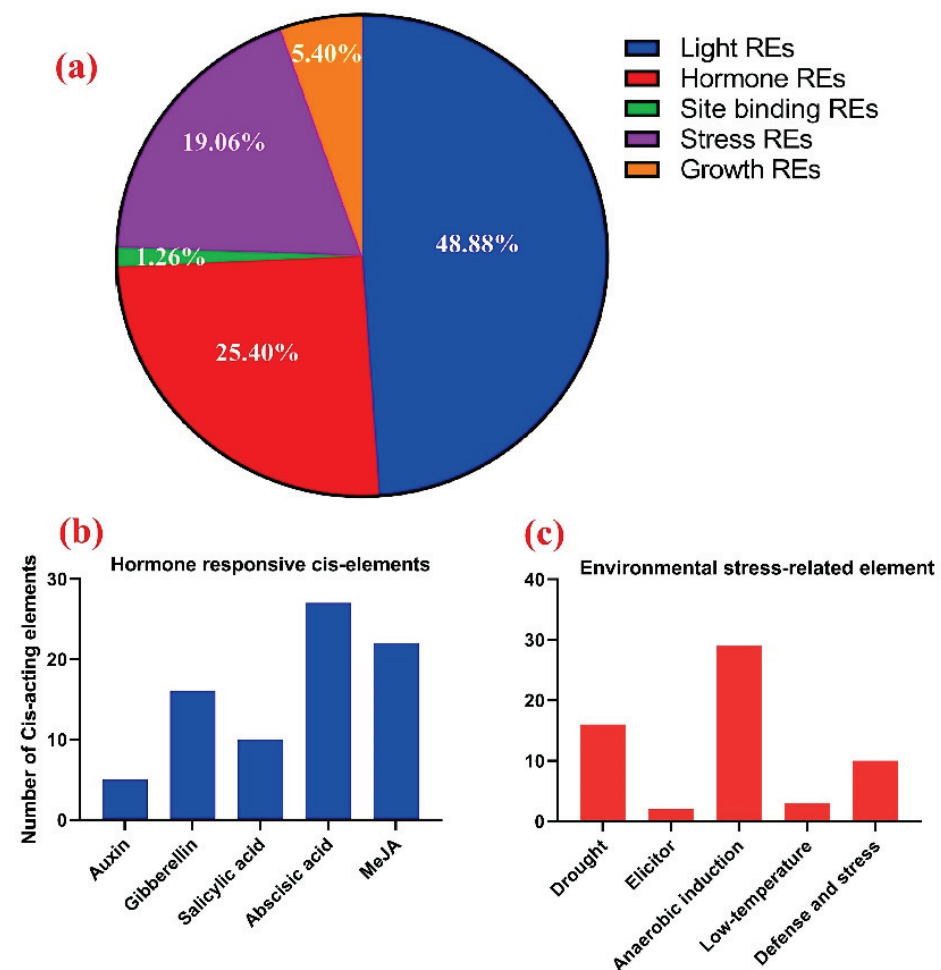 (a)
5.40%
19.06%
48.88%
1.26%
25.40%
Light REs
Hormone REs
Site binding REs
Stress REs
Growth REs
(b)
Hormone responsive cis-elements
Number of Cis-acting elements
30
20
10
0
Auxin
Gibberellin
Salicylic acid
Abscisic acid
MeJA
(c)
Environmental stress-related element
40
30
20
10
0
Drought
Elicitor
Anaerobic induction
Low-temperature
Defense and stress